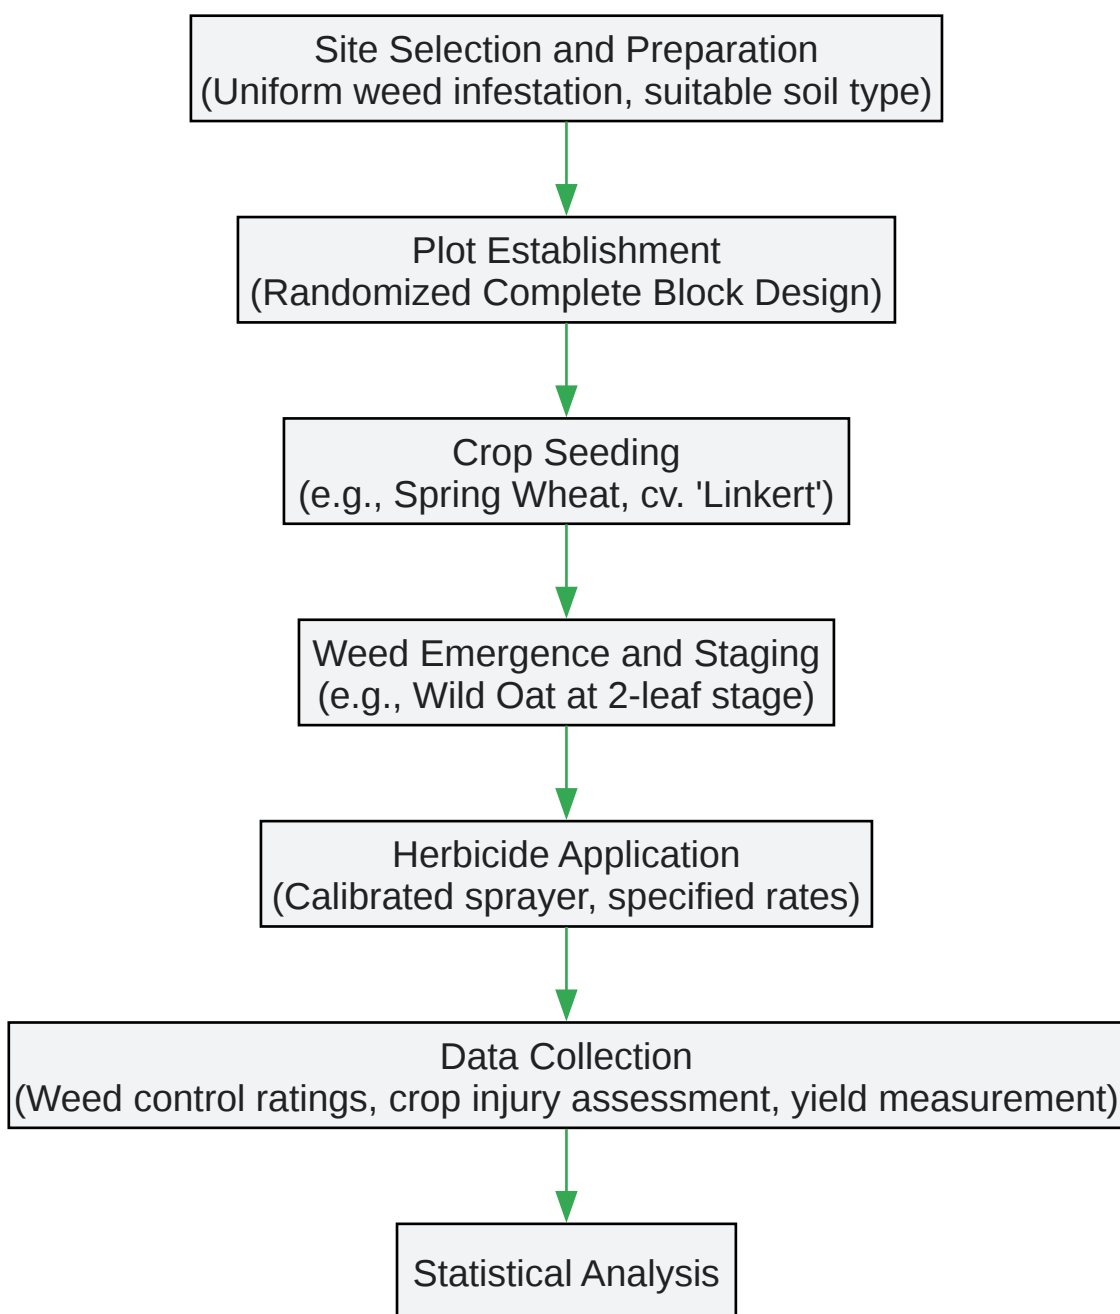 Site Selection and Preparation
(Uniform weed infestation, suitable soil type)
Plot Establishment
(Randomized Complete Block Design)
Crop Seeding
(e.g., Spring Wheat, cv. 'Linkert')
Weed Emergence and Staging
(e.g., Wild Oat at 2-leaf stage)
Herbicide Application
(Calibrated sprayer, specified rates)
Data Collection
(Weed control ratings, crop injury assessment, yield measurement)
Statistical Analysis